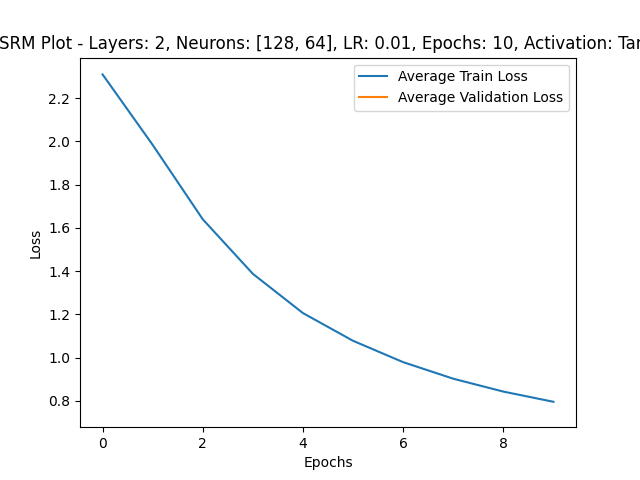 SRM Plot - Layers: 2, Neurons: [128, 64], LR: 0.01, Epochs: 10, Activation:
Average Train Loss
Average Validation Loss
2.2
2.0
1.8
1.6
1.4
1.2
1.0
0.8
Loss
0 2 4 6 8
Epochs